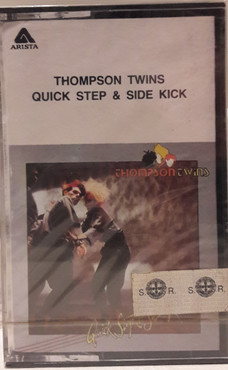 ARISTA
THOMPSON TWINS
QUICK STEP & SIDE KICK
THOMPSON TWINS
S. R. S. R.